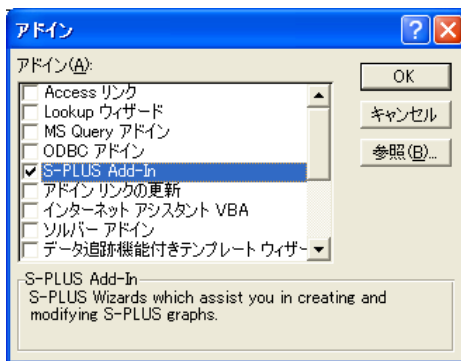 アドイン
アドイン(A):
OK
Access リンク
Lookup ウィザード
キャンセル
MS Query アドイン
ODBC アドイン
参照(B)...
S-PLUS Add-In
アドイン リンクの更新
インターネット アシスタント VBA
ソルバー アドイン
データ追跡機能付きテンプレート ウィザー
S-PLUS Add-In
S-PLUS Wizards which assist you in creating and
modifying S-PLUS graphs.